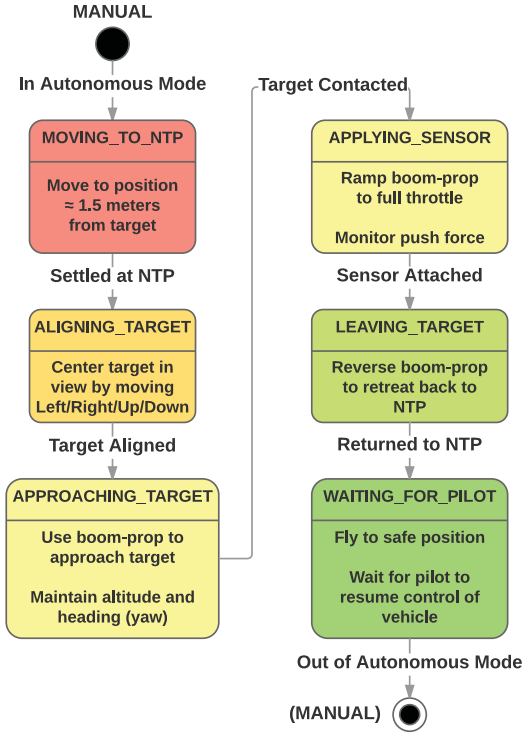 MANUAL
In Autonomous Mode
MOVING_TO_NTP
Move to position
≈ 1.5 meters
from target
Settled at NTP
ALIGNING_TARGET
Center target in
view by moving
Left/Right/Up/Down
Target Aligned
APPROACHING_TARGET
Use boom-prop to
approach target
Maintain altitude and
heading (yaw)
Target Contacted
APPLYING_SENSOR
Ramp boom-prop
to full throttle
Monitor push force
Sensor Attached
LEAVING_TARGET
Reverse boom-prop
to retreat back to
NTP
Returned to NTP
WAITING_FOR_PILOT
Fly to safe position
Wait for pilot to
resume control of
vehicle
Out of Autonomous Mode
(MANUAL)